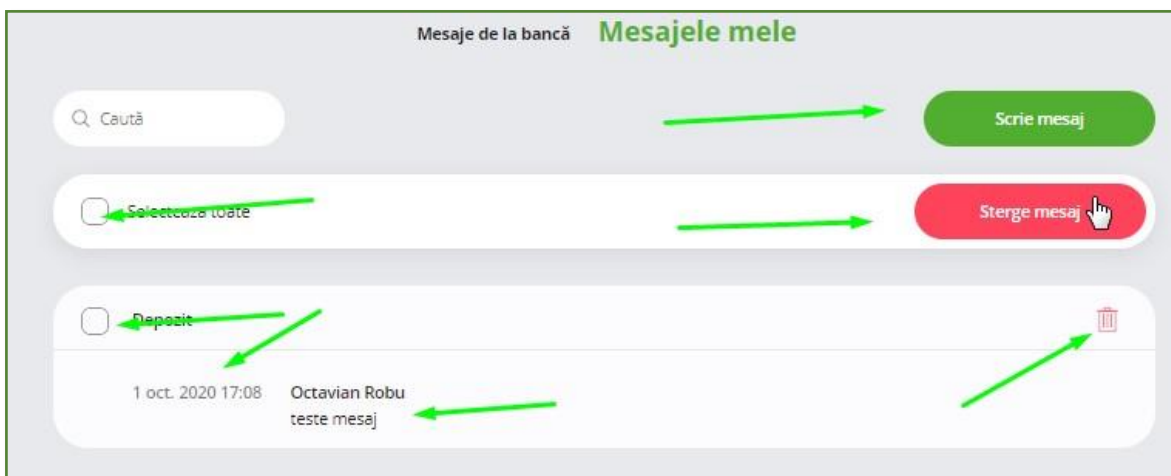 Mesaje de la bancă Mesajele mele
Caută
Scrie mesaj
Selectează toate
Sterge mesaj
Depozit
1 oct. 2020 17:08 Octavian Robu
teste mesaj